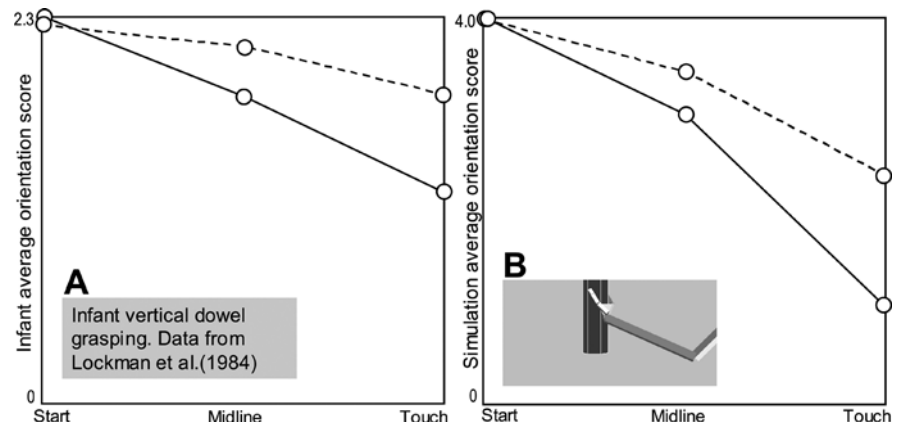 2.3
Infant average orientation score
A
Infant vertical dowel
grasping. Data from
Lockman et al.(1984)
0
Start Midline Touch
4.0
Simulation average orientation score
B
0
Start Midline Touch